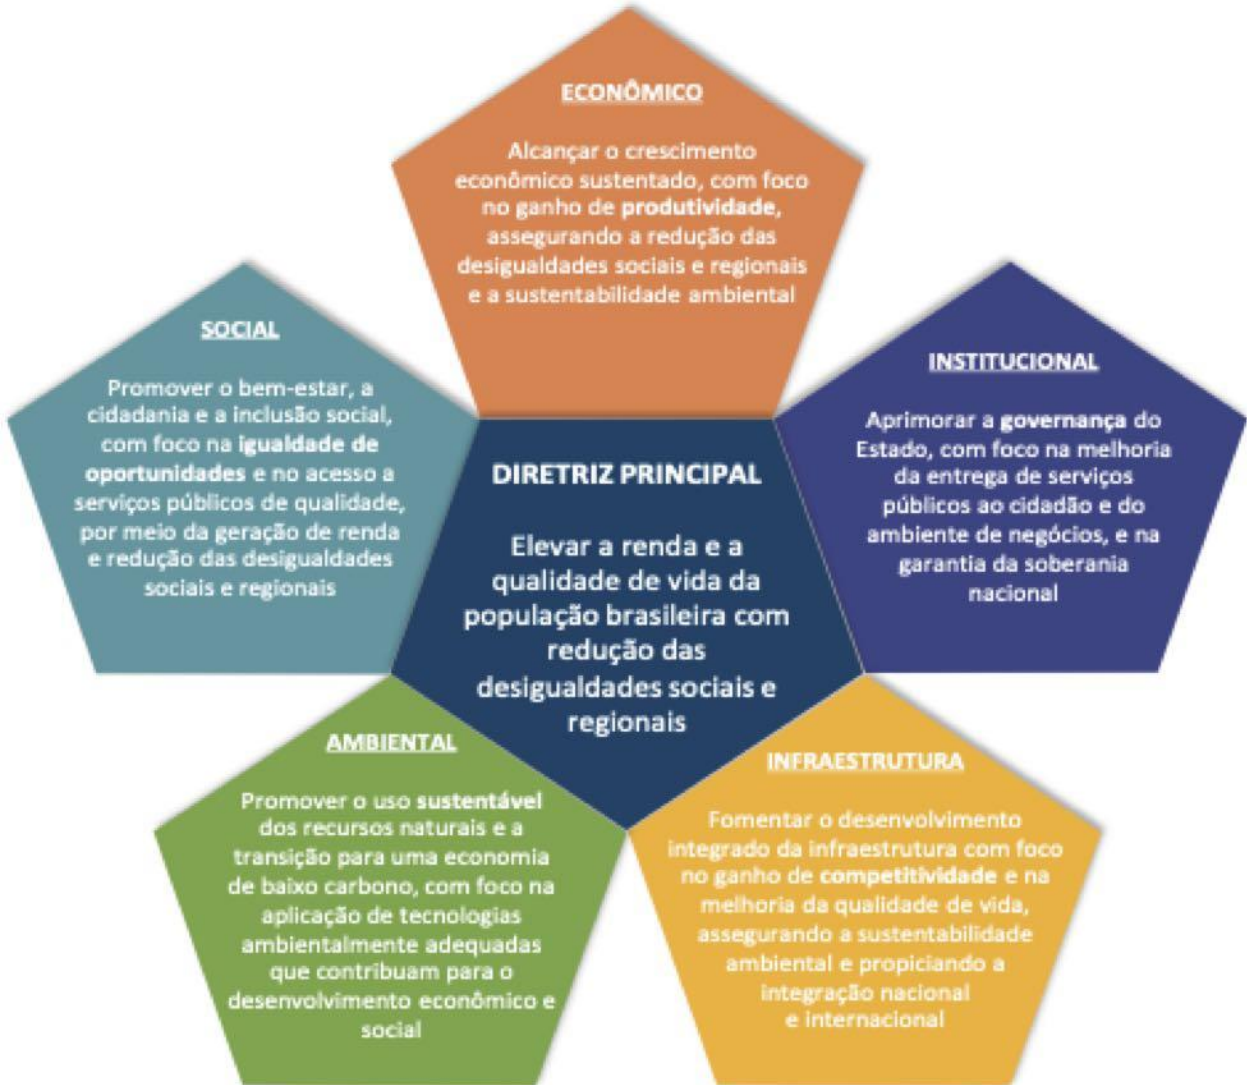 ECONÔMICO
Alcançar o crescimento
econômico sustentado, com foco
no ganho de produtividade,
assegurando a redução das
desigualdades sociais e regionais
e a sustentabilidade ambiental
SOCIAL
Promover o bem-estar, a
cidadania e a inclusão social,
com foco na igualdade de
oportunidades e no acesso a
serviços públicos de qualidade,
por meio da geração de renda
e redução das desigualdades
sociais e regionais
INSTITUCIONAL
Aprimorar a governança do
Estado, com foco na melhoria
da entrega de serviços
públicos ao cidadão e do
ambiente de negócios, e na
garantia da soberania
nacional
DIRETRIZ PRINCIPAL
Elevar a renda e a
qualidade de vida da
população brasileira com
redução das
desigualdades sociais e
regionais
AMBIENTAL
Promover o uso sustentável
dos recursos naturais e a
transição para uma economia
de baixo carbono, com foco na
aplicação de tecnologias
ambientalmente adequadas
que contribuam para o
desenvolvimento econômico e
social
INFRAESTRUTURA
Fomentar o desenvolvimento
integrado da infraestrutura com foco
no ganho de competitividade e na
melhoria da qualidade de vida,
assegurando a sustentabilidade
ambiental e propiciando a
integração nacional
e internacional